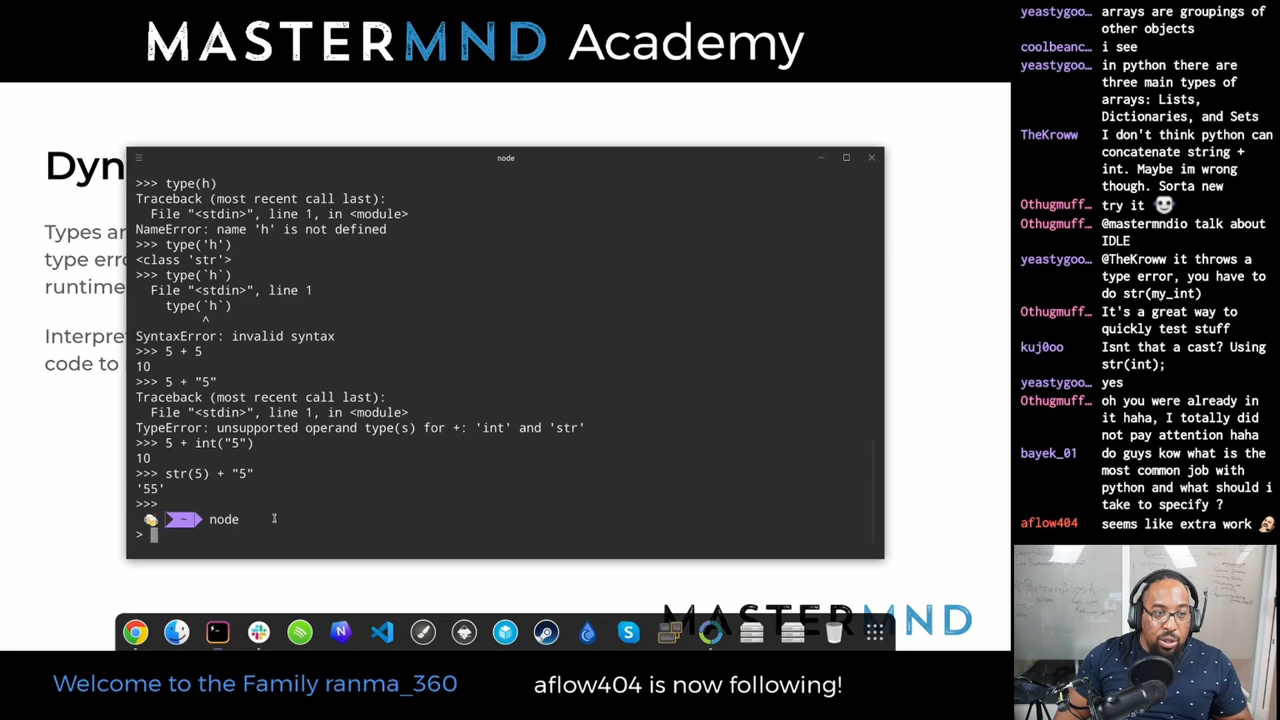 MASTERMND Academy
Dyn
Types ar
type erro
runtime
Interpre
code to
node
>>> type(h)
Traceback (most recent call last):
File "<stdin>", line 1, in <module>
NameError: name 'h' is not defined
>>> type('h')
<class 'str'>
>>> type(`h`)
File "<stdin>", line 1
type(`h`)
^
SyntaxError: invalid syntax
>>> 5 + 5
10
>>> 5 + "5"
Traceback (most recent call last):
File "<stdin>", line 1, in <module>
TypeError: unsupported operand type(s) for +: 'int' and 'str'
>>> 5 + int("5")
10
>>> str(5) + "5"
'55'
>>>
~ node
>
MASTERMND
Welcome to the Family ranma_360
aflow404 is now following!
yeastygoo… arrays are groupings of
other objects
coolbeanc… i see
yeastygoo… in python there are
three main types of
arrays: Lists,
Dictionaries, and Sets
TheKroww I don't think python can
concatenate string +
int. Maybe im wrong
though. Sorta new
Othugmuff… try it
Othugmuff… @mastermndio talk about
IDLE
yeastygoo… @TheKroww it throws a
type error, you have to
do str(my_int)
Othugmuff… It's a great way to
quickly test stuff
kuj0oo Isnt that a cast? Using
str(int);
yeastygoo… yes
Othugmuff… oh you were already in
it haha, I totally did
not pay attention haha
bayek_01 do guys kow what is the
most common job with
python and what should i
take to specify ?
aflow404 seems like extra work